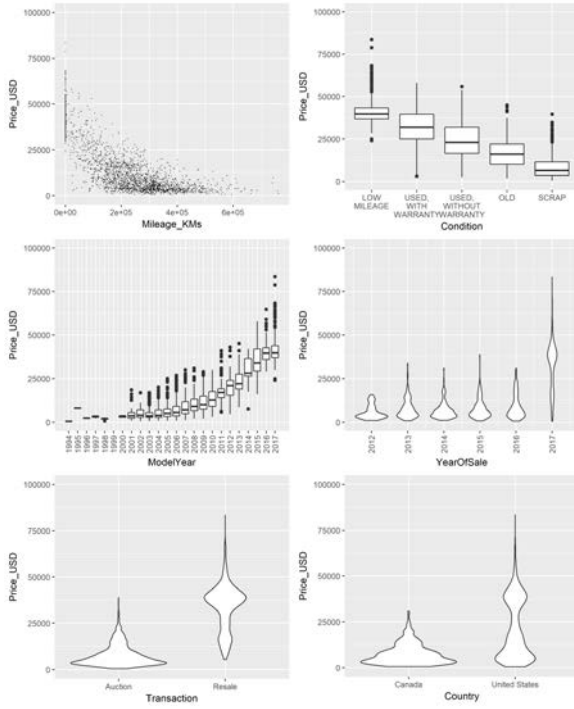 100000
75000
50000
25000
0
Price_USD
0e+00 2e+05 4e+05 6e+05
Mileage_KMs
100000
75000
50000
25000
0
Price_USD
LOW MILEAGE
USED, WITH WARRANTY
USED, WITHOUT WARRANTY
OLD
SCRAP
Condition
100000
75000
50000
25000
0
Price_USD
1994 1995 1996 1997 1998 1999 2000 2001 2002 2003 2004 2005 2006 2007 2008 2009 2010 2011 2012 2013 2014 2015 2016 2017
ModelYear
100000
75000
50000
25000
0
Price_USD
2012 2013 2014 2015 2016 2017
YearOfSale
100000
75000
50000
25000
0
Price_USD
Auction Resale
Transaction
100000
75000
50000
25000
0
Price_USD
Canada United States
Country